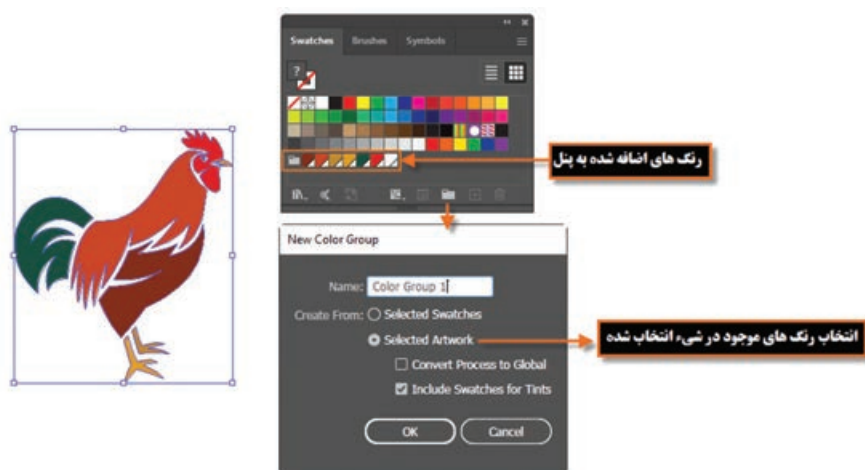 Swatches Brushes Symbols
?
رنگ های اضافه شده به پنل
New Color Group
Name: Color Group 1
Create From: Selected Swatches
Selected Artwork
انتخاب رنگ های موجود در شیء انتخاب شده
Convert Process to Global
Include Swatches for Tints
OK Cancel